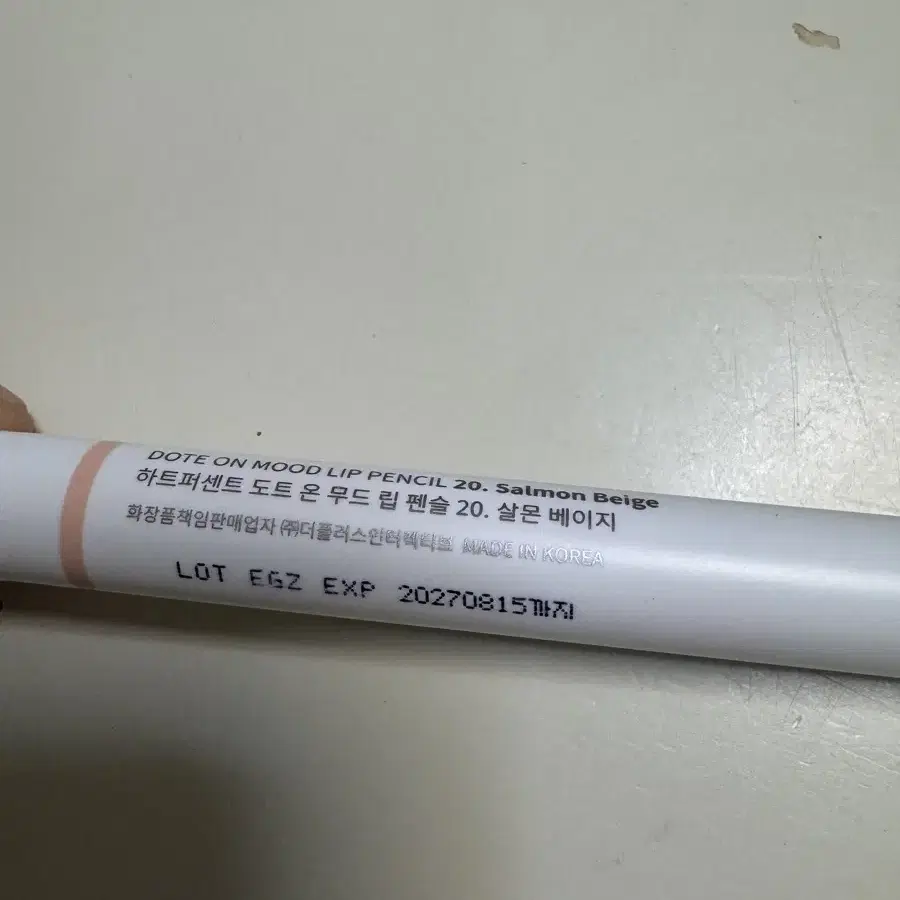 DOTE ON MOOD LIP PENCIL 20. Salmon Beige
하트퍼센트 도트 온 무드 립 펜슬 20. 살몬 베이지
화장품책임판매업자 ㈜더플러스인터렉티브 MADE IN KOREA
LOT EGZ EXP 20270815까지